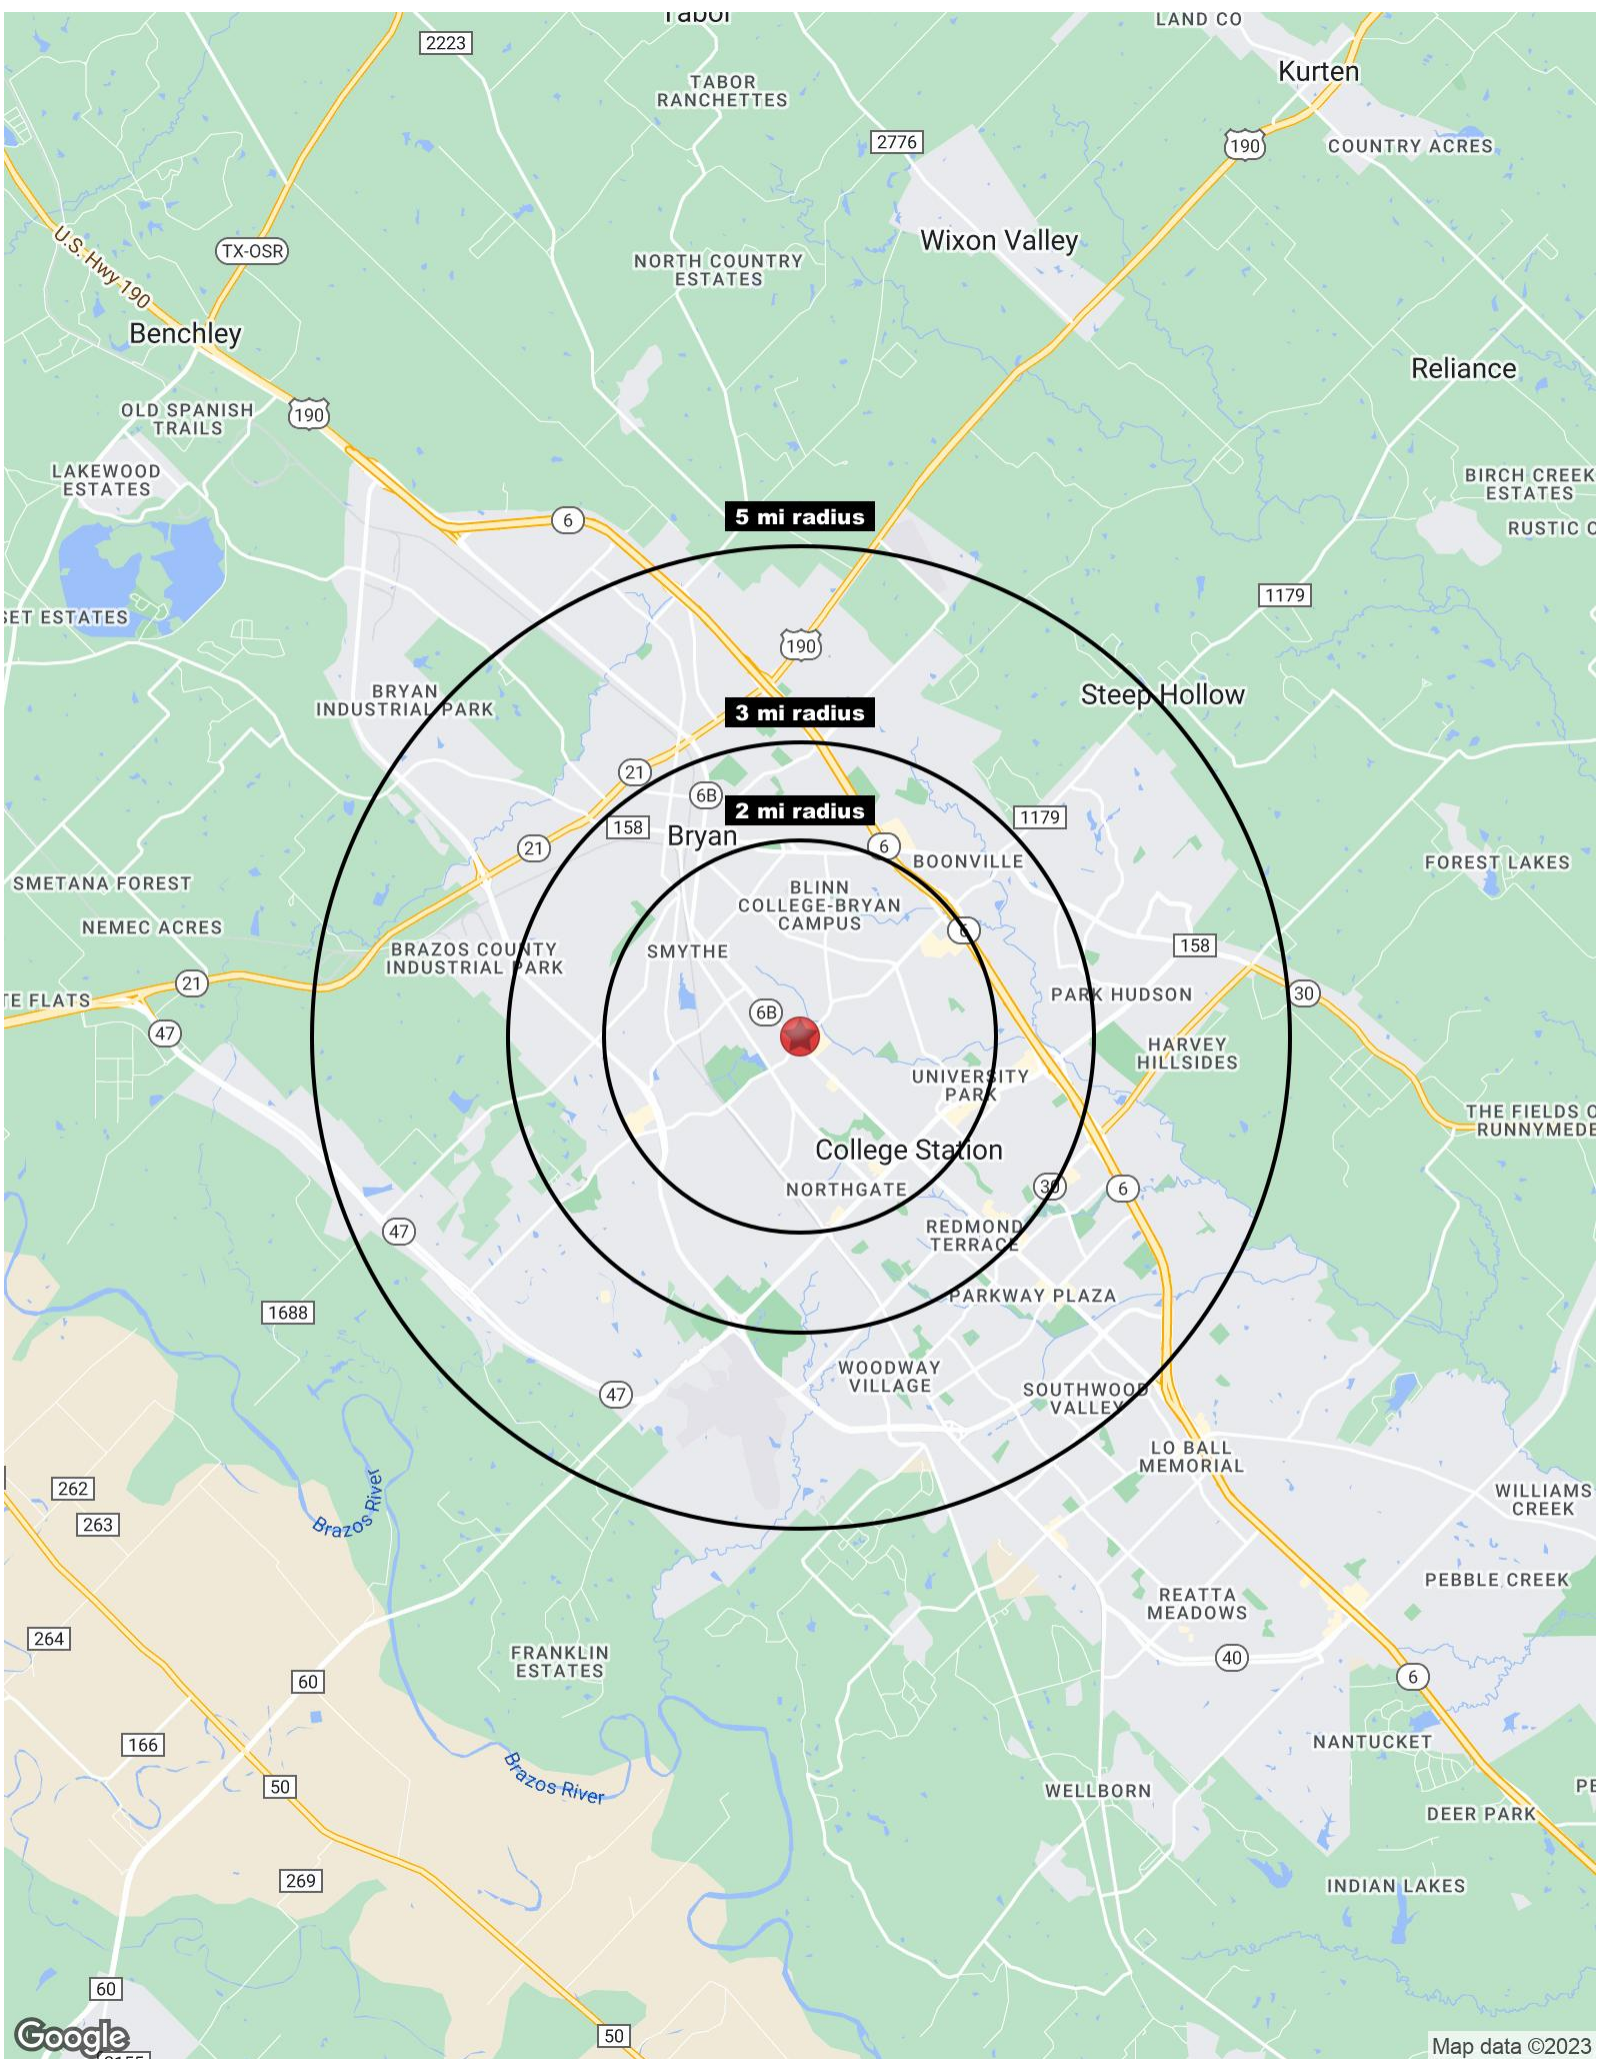 Tabor
LAND CO
2223
Kurten
TABOR
RANCHETTES
2776
190
COUNTRY ACRES
U.S. Hwy 190
TX-OSR
Wixon Valley
NORTH COUNTRY
ESTATES
Benchley
Reliance
190
OLD SPANISH
TRAILS
LAKEWOOD
ESTATES
BIRCH CREEK
ESTATES
6
5 mi radius
RUSTIC
1179
SET ESTATES
190
BRYAN
INDUSTRIAL PARK
Steep Hollow
3 mi radius
21
6B
2 mi radius
1179
158
Bryan
21
6
BOONVILLE
FOREST LAKES
SMETANA FOREST
BLINN
COLLEGE-BRYAN
CAMPUS
NEMEC ACRES
6
BRAZOS COUNTY
INDUSTRIAL PARK
SMYTHE
158
21
TE FLATS
PARK HUDSON
30
6B
47
HARVEY
HILLSIDES
UNIVERSITY
PARK
THE FIELDS O
RUNNYMEDE
College Station
NORTHGATE
30
6
47
REDMOND
TERRACE
1688
PARKWAY PLAZA
WOODWAY
VILLAGE
47
SOUTHWOOD
VALLEY
LO BALL
MEMORIAL
262
WILLIAMS
CREEK
263
Brazos River
PEBBLE CREEK
REATTA
MEADOWS
264
FRANKLIN
ESTATES
40
60
6
166
NANTUCKET
50
Brazos River
WELLBORN
PE
DEER PARK
269
INDIAN LAKES
60
50
Google
Map data ©2023